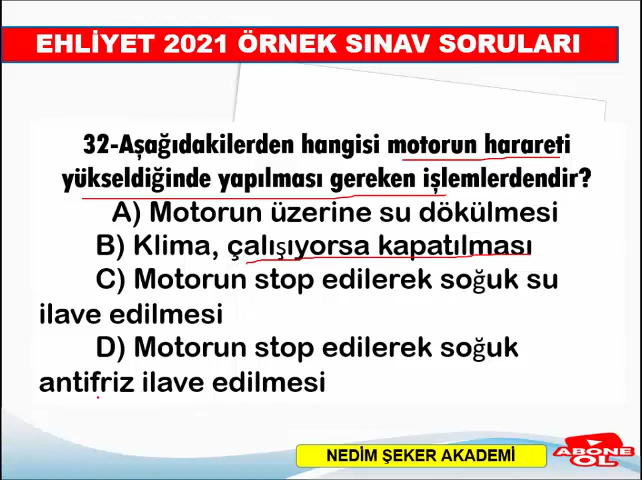 EHLİYET 2021 ÖRNEK SINAV SORULARI
32-Aşağıdakilerden hangisi motorun harareti
yükseldiğinde yapılması gereken işlemlerdendir?
A) Motorun üzerine su dökülmesi
B) Klima, çalışıyorsa kapatılması
C) Motorun stop edilerek soğuk su
ilave edilmesi
D) Motorun stop edilerek soğuk
antifriz ilave edilmesi
NEDİM ŞEKER AKADEMİ
ABONE
OL